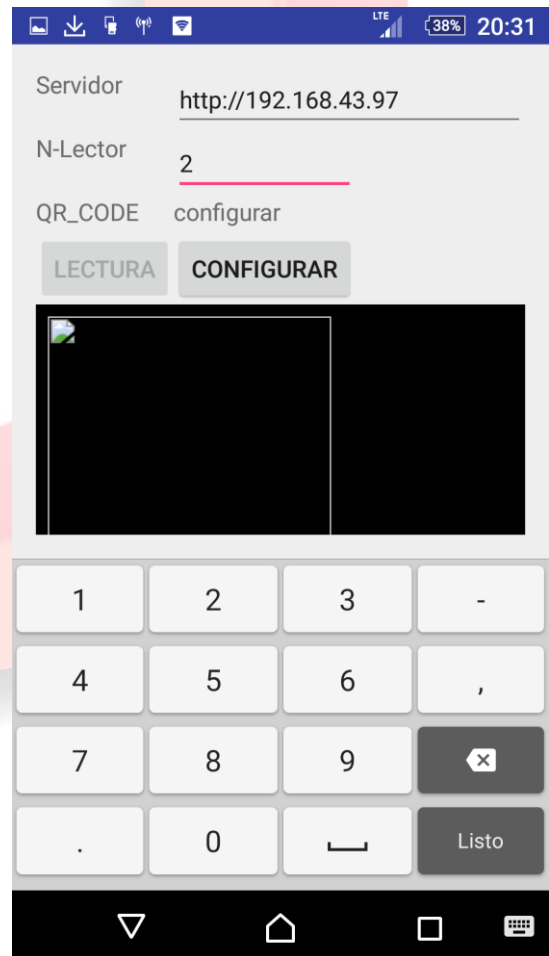 LTE 38% 20:31
Servidor http://192.168.43.97
N-Lector 2
QR_CODE configurar
LECTURA CONFIGURAR
1 2 3 -
4 5 6 ,
7 8 9
. 0 Listo